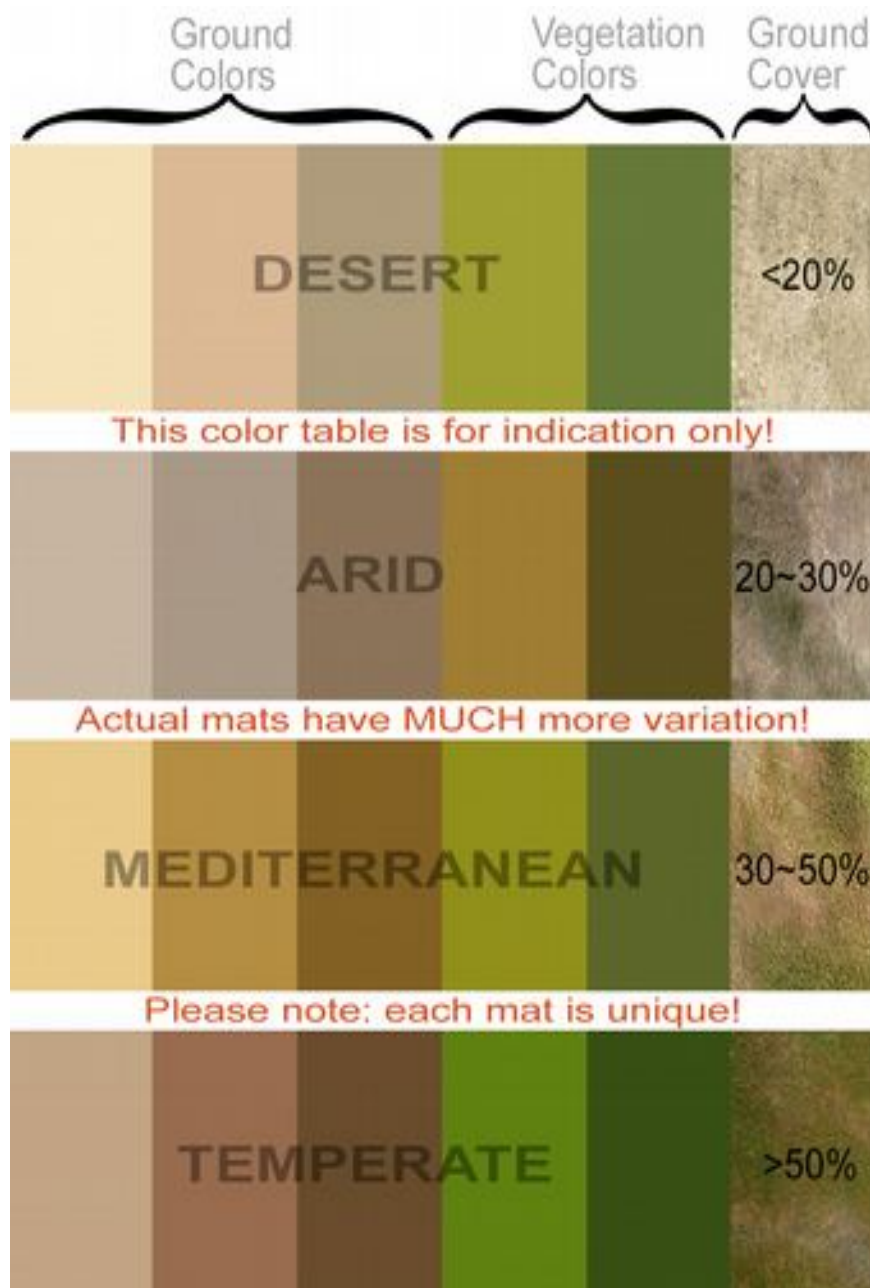 Ground
Colors
Vegetation
Colors
Ground
Cover
DESERT
<20%
This color table is for indication only!
ARID
20~30%
Actual mats have MUCH more variation!
MEDITERRANEAN
30~50%
Please note: each mat is unique!
TEMPERATE
>50%